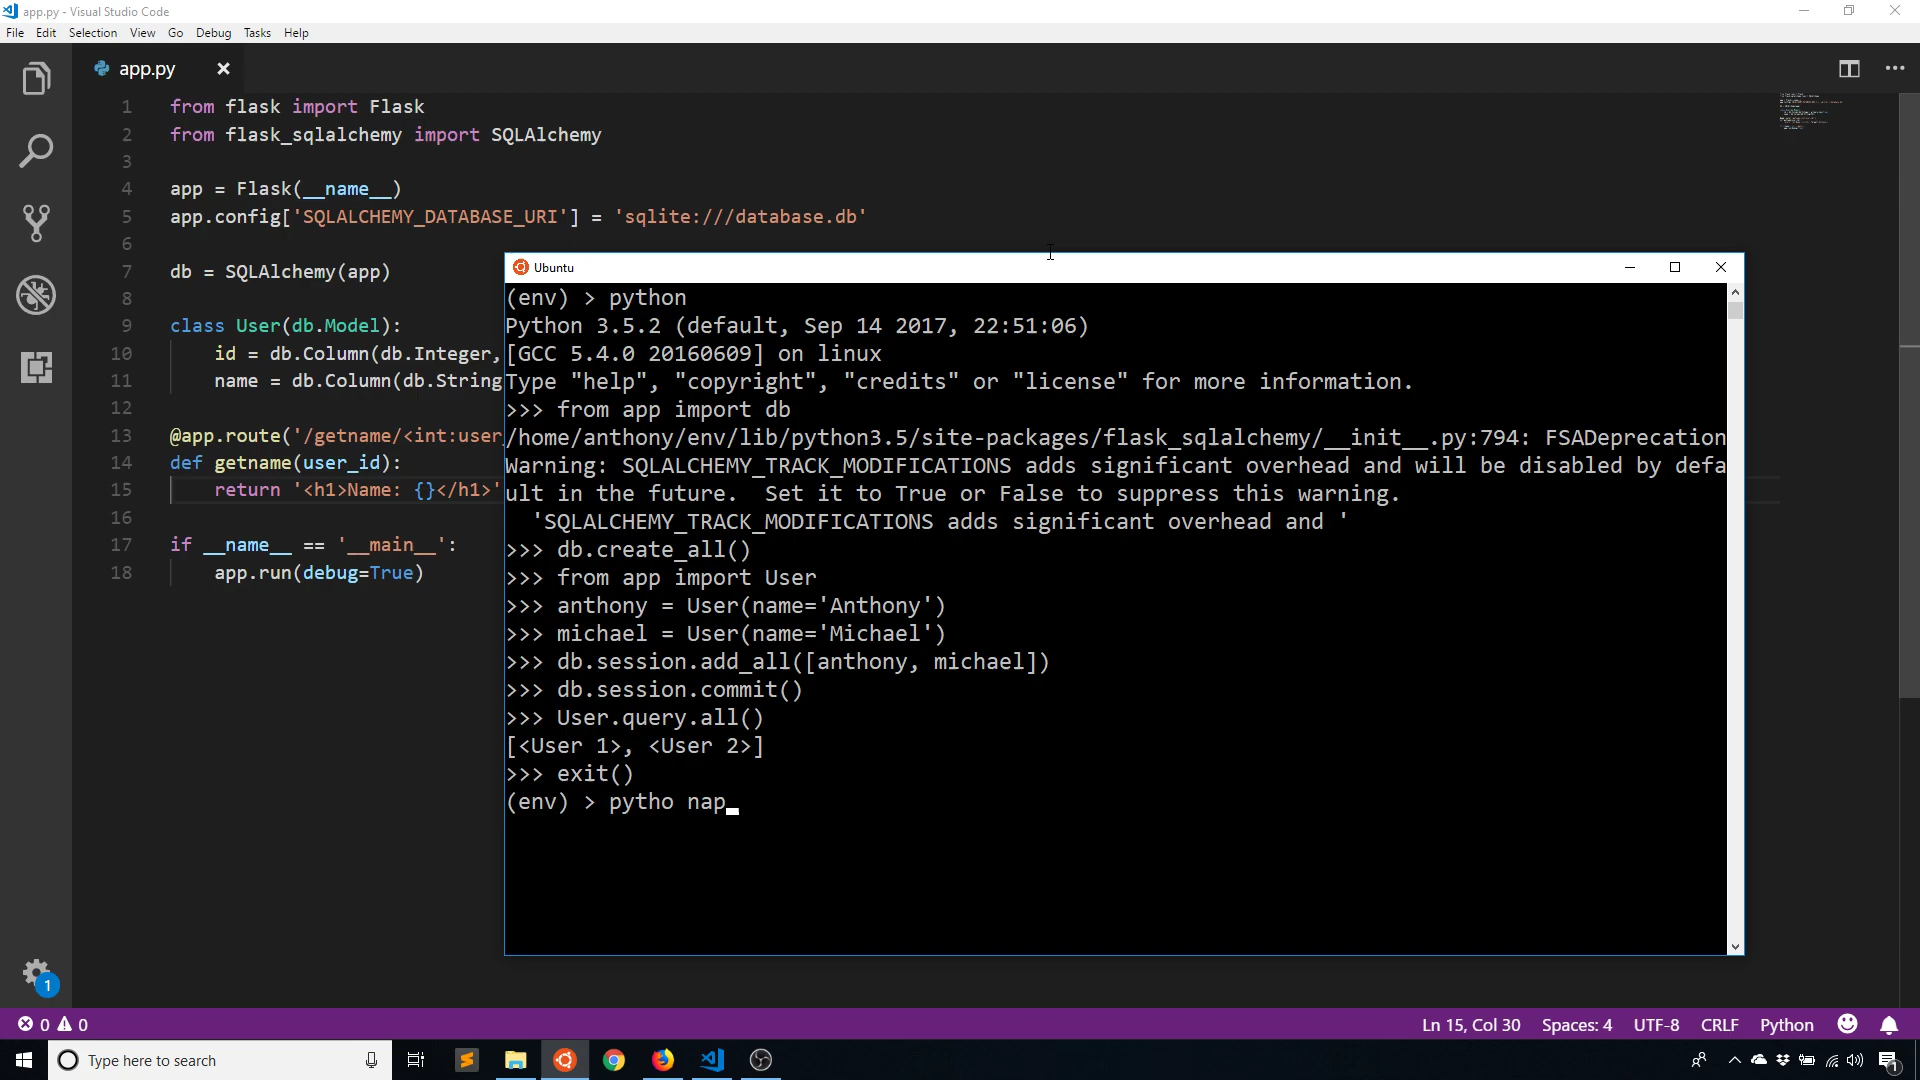 app.py - Visual Studio Code
File Edit Selection View Go Debug Tasks Help
app.py
1 from flask import Flask
2 from flask_sqlalchemy import SQLAlchemy
3
4 app = Flask(__name__)
5 app.config['SQLALCHEMY_DATABASE_URI'] = 'sqlite:///database.db'
6
7 db = SQLAlchemy(app)
8
9 class User(db.Model):
10 id = db.Column(db.Integer,
11 name = db.Column(db.String
12
13 @app.route('/getname/<int:user_
14 def getname(user_id):
15 return '<h1>Name: {}</h1>'
16
17 if __name__ == '__main__':
18 app.run(debug=True)
Ubuntu
(env) > python
Python 3.5.2 (default, Sep 14 2017, 22:51:06)
[GCC 5.4.0 20160609] on linux
Type "help", "copyright", "credits" or "license" for more information.
>>> from app import db
/home/anthony/env/lib/python3.5/site-packages/flask_sqlalchemy/__init__.py:794: FSADeprecation
Warning: SQLALCHEMY_TRACK_MODIFICATIONS adds significant overhead and will be disabled by defa
ult in the future.  Set it to True or False to suppress this warning.
'SQLALCHEMY_TRACK_MODIFICATIONS adds significant overhead and '
>>> db.create_all()
>>> from app import User
>>> anthony = User(name='Anthony')
>>> michael = User(name='Michael')
>>> db.session.add_all([anthony, michael])
>>> db.session.commit()
>>> User.query.all()
[<User 1>, <User 2>]
>>> exit()
(env) > pytho nap
1
0 0 Ln 15, Col 30 Spaces: 4 UTF-8 CRLF Python
Type here to search
1